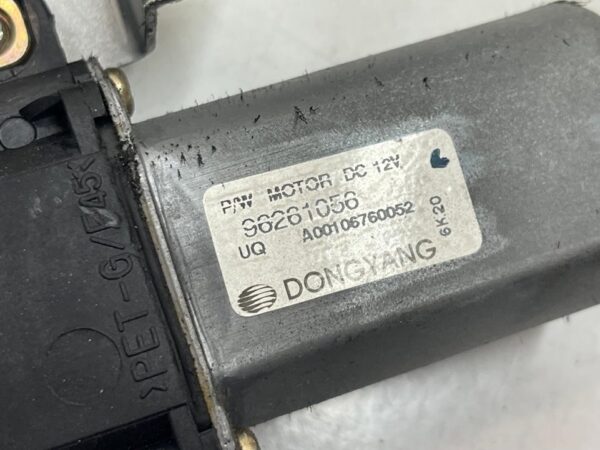 P/W MOTOR DC 12V.
96261056
UQ A00106760052
6K20
DONGYANG
>PET-G/F45<